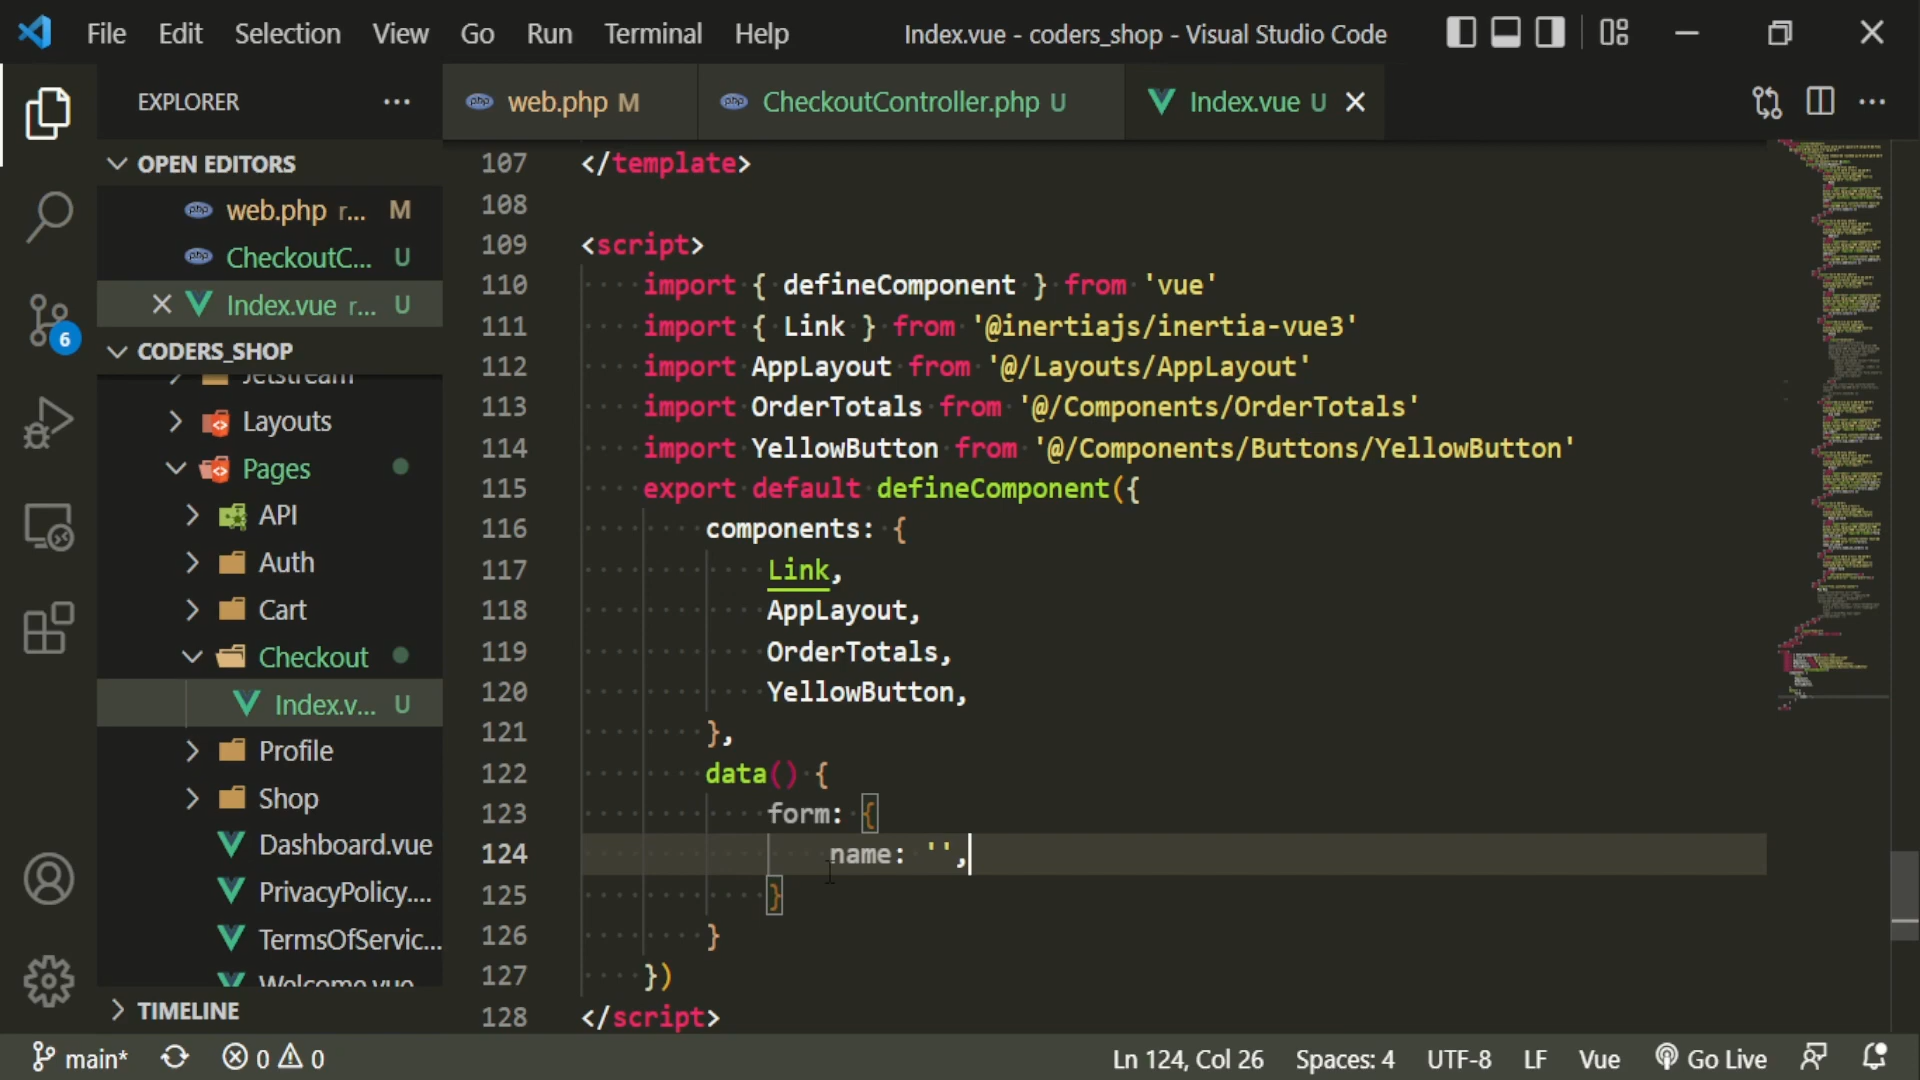 File Edit Selection View Go Run Terminal Help Index.vue - coders_shop - Visual Studio Code
EXPLORER
web.php M
CheckoutController.php U
Index.vue U
OPEN EDITORS
web.php r... M
CheckoutC... U
Index.vue r... U
CODERS_SHOP
Jetstream
Layouts
Pages
API
Auth
Cart
Checkout
Index.v... U
Profile
Shop
Dashboard.vue
PrivacyPolicy....
TermsOfServic...
Welcome.vue
TIMELINE
6
107 </template>
108
109 <script>
110 import { defineComponent } from 'vue'
111 import { Link } from '@inertiajs/inertia-vue3'
112 import AppLayout from '@/Layouts/AppLayout'
113 import OrderTotals from '@/Components/OrderTotals'
114 import YellowButton from '@/Components/Buttons/YellowButton'
115 export default defineComponent({
116 components: {
117 Link,
118 AppLayout,
119 OrderTotals,
120 YellowButton,
121 },
122 data() {
123 form: {
124 name: '',
125 }
126 }
127 })
128 </script>
main* 0 0 Ln 124, Col 26 Spaces: 4 UTF-8 LF Vue Go Live